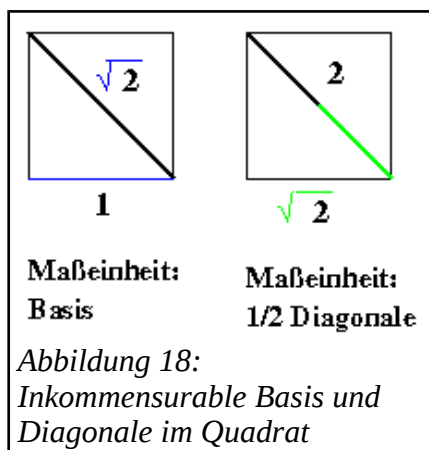 √2
1
Maßeinheit:
Basis
2
√2
Maßeinheit:
1/2 Diagonale
Abbildung 18:
Inkommensurable Basis und
Diagonale im Quadrat